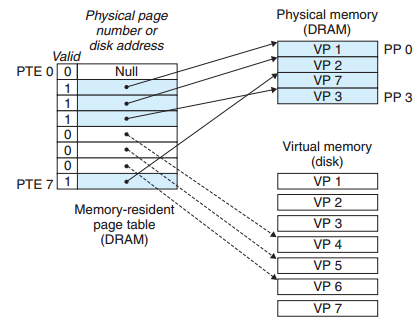 Physical page
number or
disk address
Valid
PTE 0 0 Null
1
1
1
0
0
0
PTE 7 1
Memory-resident
page table
(DRAM)
Physical memory
(DRAM)
VP 1 PP 0
VP 2
VP 7
VP 3 PP 3
Virtual memory
(disk)
VP 1
VP 2
VP 3
VP 4
VP 5
VP 6
VP 7